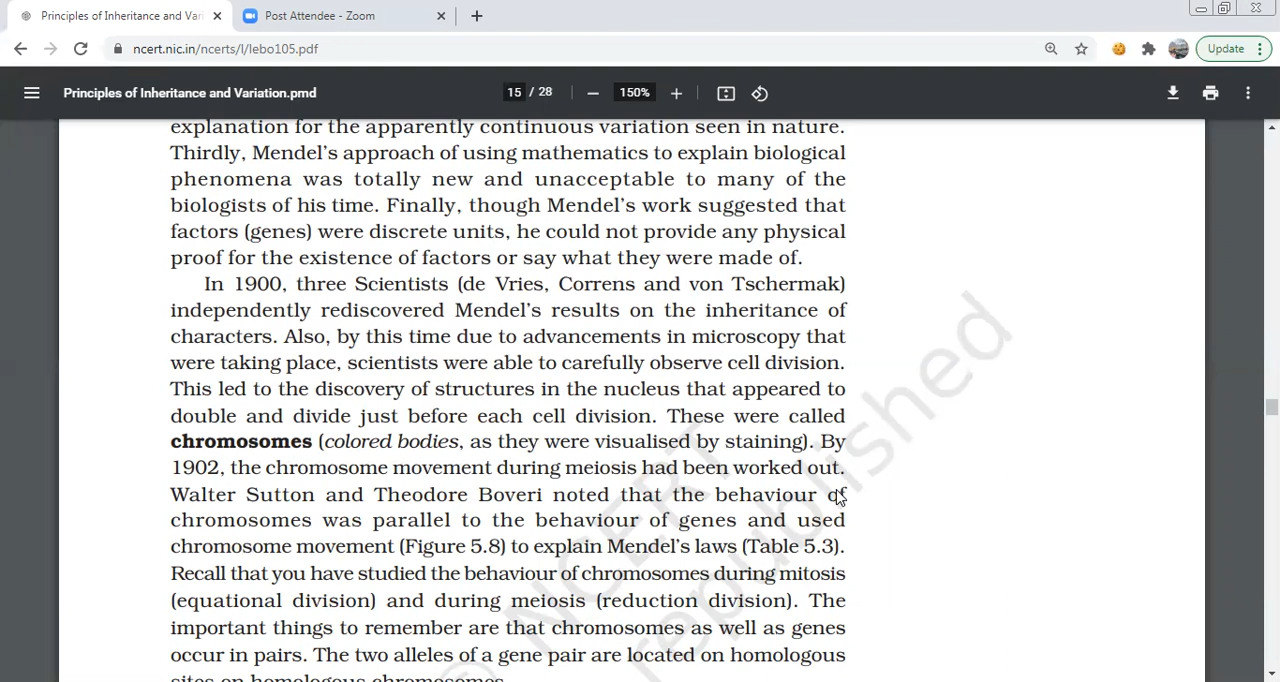 Principles of Inheritance and Vari
Post Attendee - Zoom
ncert.nic.in/ncerts/l/lebo105.pdf
Update
Principles of Inheritance and Variation.pmd
15 / 28
150%
explanation for the apparently continuous variation seen in nature.
Thirdly, Mendel's approach of using mathematics to explain biological
phenomena was totally new and unacceptable to many of the
biologists of his time. Finally, though Mendel's work suggested that
factors (genes) were discrete units, he could not provide any physical
proof for the existence of factors or say what they were made of.
In 1900, three Scientists (de Vries, Correns and von Tschermak)
independently rediscovered Mendel's results on the inheritance of
characters. Also, by this time due to advancements in microscopy that
were taking place, scientists were able to carefully observe cell division.
This led to the discovery of structures in the nucleus that appeared to
double and divide just before each cell division. These were called
chromosomes (colored bodies, as they were visualised by staining). By
1902, the chromosome movement during meiosis had been worked out.
Walter Sutton and Theodore Boveri noted that the behaviour of
chromosomes was parallel to the behaviour of genes and used
chromosome movement (Figure 5.8) to explain Mendel's laws (Table 5.3).
Recall that you have studied the behaviour of chromosomes during mitosis
(equational division) and during meiosis (reduction division). The
important things to remember are that chromosomes as well as genes
occur in pairs. The two alleles of a gene pair are located on homologous
sites on homologous chromosomes.
© NCERT
republished